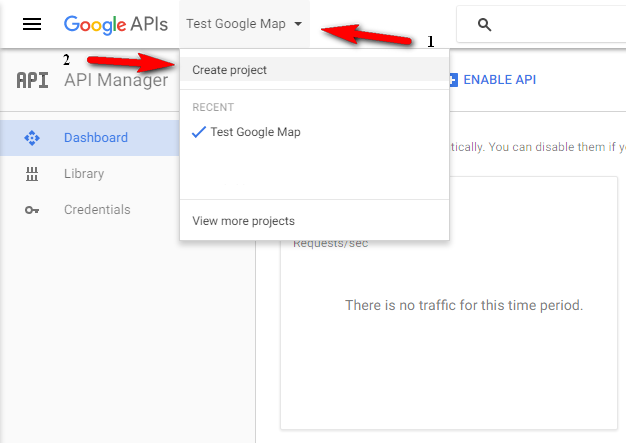 Google APIs
Test Google Map
1
2
Create project
API
API Manager
ENABLE API
RECENT
Test Google Map
Dashboard
tically. You can disable them if y
Library
Credentials
View more projects
Requests/sec
There is no traffic for this time period.